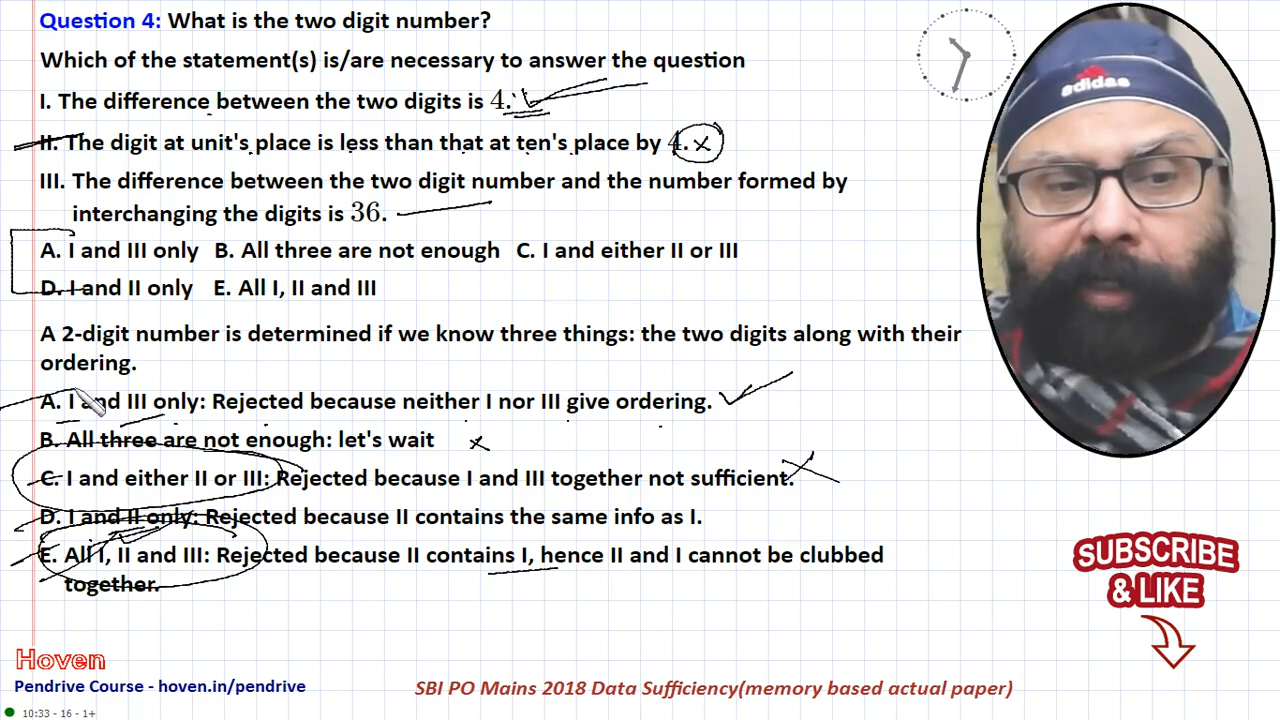 Question 4: What is the two digit number?
Which of the statement(s) is/are necessary to answer the question
I. The difference between the two digits is 4.
II. The digit at unit's place is less than that at ten's place by 4.
III. The difference between the two digit number and the number formed by
interchanging the digits is 36.
A. I and III only B. All three are not enough C. I and either II or III
D. I and II only E. All I, II and III
A 2-digit number is determined if we know three things: the two digits along with their
ordering.
A. I and III only: Rejected because neither I nor III give ordering.
B. All three are not enough: let's wait
C. I and either II or III: Rejected because I and III together not sufficient.
D. I and II only: Rejected because II contains the same info as I.
E. All I, II and III: Rejected because II contains I, hence II and I cannot be clubbed
together.
adidas
SUBSCRIBE
& LIKE
Hoven
Pendrive Course - hoven.in/pendrive
SBI PO Mains 2018 Data Sufficiency(memory based actual paper)
10:33 - 16 - 1+